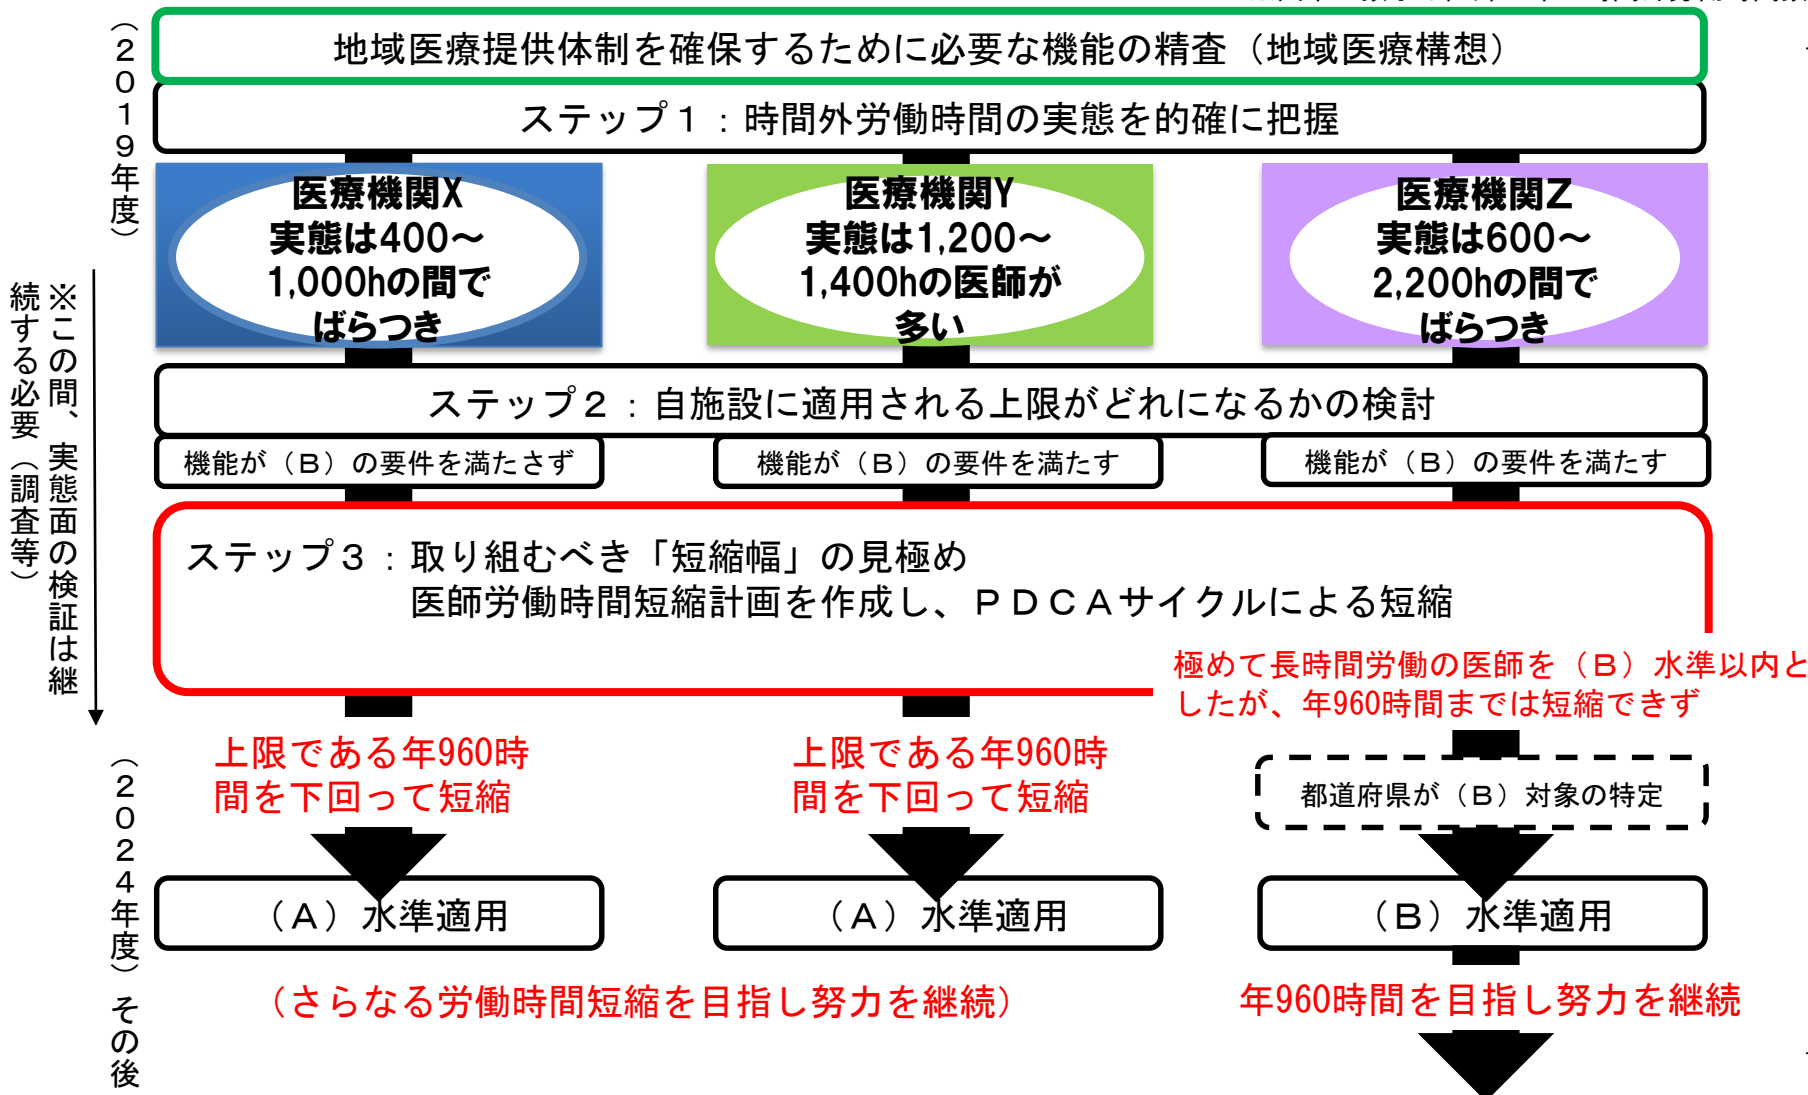 （２０１９年度）
地域医療提供体制を確保するために必要な機能の精査（地域医療構想）
ステップ１：時間外労働時間の実態を的確に把握
医療機関X
実態は400～
1,000hの間で
ばらつき
医療機関Y
実態は1,200～
1,400hの医師が
多い
医療機関Z
実態は600～
2,200hの間で
ばらつき
※この間、実態面の検証は継
続する必要（調査等）
ステップ２：自施設に適用される上限がどれになるかの検討
機能が（Ｂ）の要件を満たさず
機能が（Ｂ）の要件を満たす
機能が（Ｂ）の要件を満たす
ステップ３：取り組むべき「短縮幅」の見極め
医師労働時間短縮計画を作成し、ＰＤＣＡサイクルによる短縮
極めて長時間労働の医師を（Ｂ）水準以内と
したが、年960時間までは短縮できず
上限である年960時
間を下回って短縮
上限である年960時
間を下回って短縮
都道府県が（Ｂ）対象の特定
（２０２４年度）その後
（Ａ）水準適用
（Ａ）水準適用
（Ｂ）水準適用
（さらなる労働時間短縮を目指し努力を継続）
年960時間を目指し努力を継続